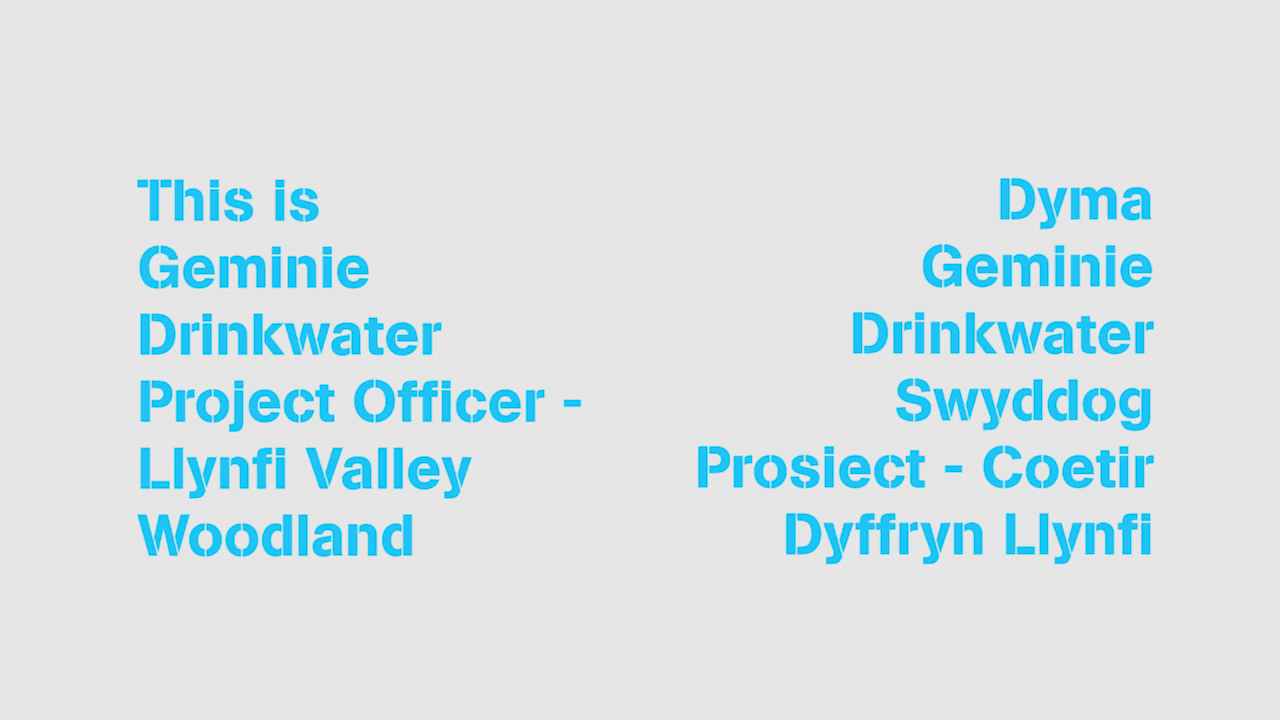 This is
Geminie
Drinkwater
Project Officer -
Llynfi Valley
Woodland
Dyma
Geminie
Drinkwater
Swyddog
Prosiect - Coetir
Dyffryn Llynfi